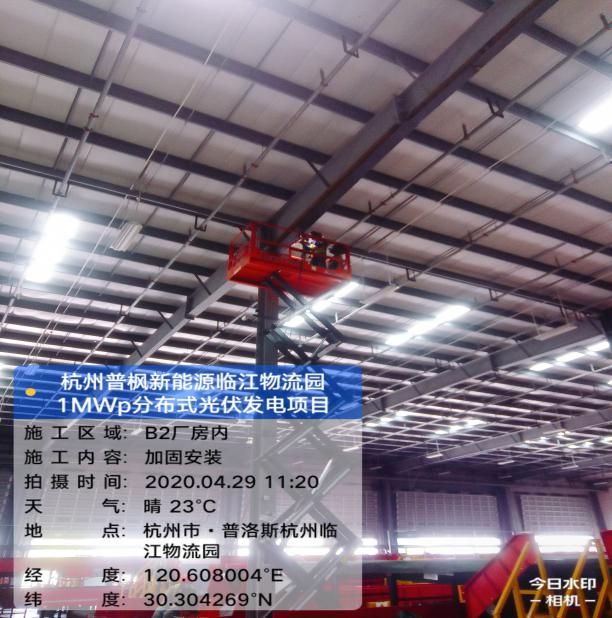 杭州普枫新能源临江物流园
1MWp分布式光伏发电项目
施工区域: B2厂房内
施工内容: 加固安装
拍摄时间: 2020.04.29 11:20
天气: 晴 23°C
地点: 杭州市·普洛斯杭州临
江物流园
经度: 120.608004°E
纬度: 30.304269°N
今日水印
-相机-